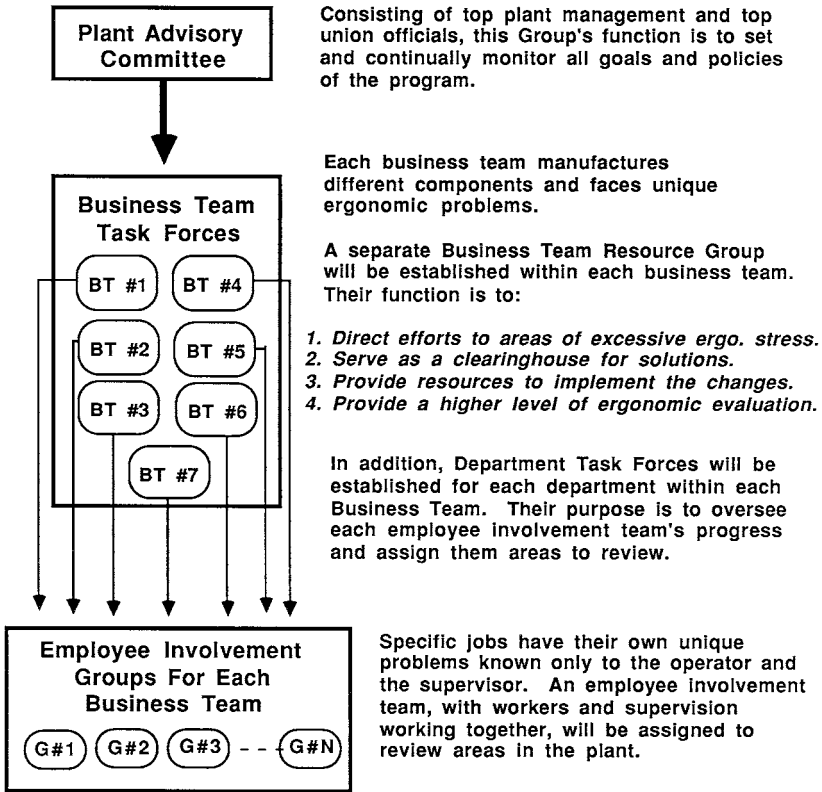 Plant Advisory
Committee
Consisting of top plant management and top
union officials, this Group's function is to set
and continually monitor all goals and policies
of the program.
Business Team
Task Forces
BT #1
BT #4
BT #2
BT #5
BT #3
BT #6
BT #7
Each business team manufactures
different components and faces unique
ergonomic problems.
A separate Business Team Resource Group
will be established within each business team.
Their function is to:
1. Direct efforts to areas of excessive ergo. stress.
2. Serve as a clearinghouse for solutions.
3. Provide resources to implement the changes.
4. Provide a higher level of ergonomic evaluation.
In addition, Department Task Forces will be
established for each department within each
Business Team. Their purpose is to oversee
each employee involvement team's progress
and assign them areas to review.
Employee Involvement
Groups For Each
Business Team
G#1 G#2 G#3 - - - G#N
Specific jobs have their own unique
problems known only to the operator and
the supervisor. An employee involvement
team, with workers and supervision
working together, will be assigned to
review areas in the plant.